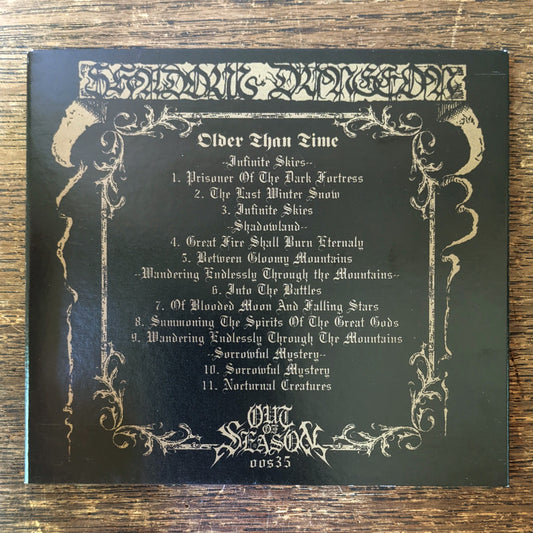 SHADOW DUNGEON
Older Than Time
-Infinite Skies--
1. Prisoner Of The Dark Fortress
2. The Last Winter Snow
3. Infinite Skies
-Shadowland--
4. Great Fire Shall Burn Eternaly
5. Between Gloomy Mountains
--Wandering Endlessly Through the Mountains--
6. Into The Battles
7. Of Blooded Moon And Falling Stars
8. Summoning The Spirits Of The Great Gods
9. Wandering Endlessly Through The Mountains
-Sorrowful Mystery--
10. Sorrowful Mystery
11. Nocturnal Creatures
OUT
OF
SEASON
oos35